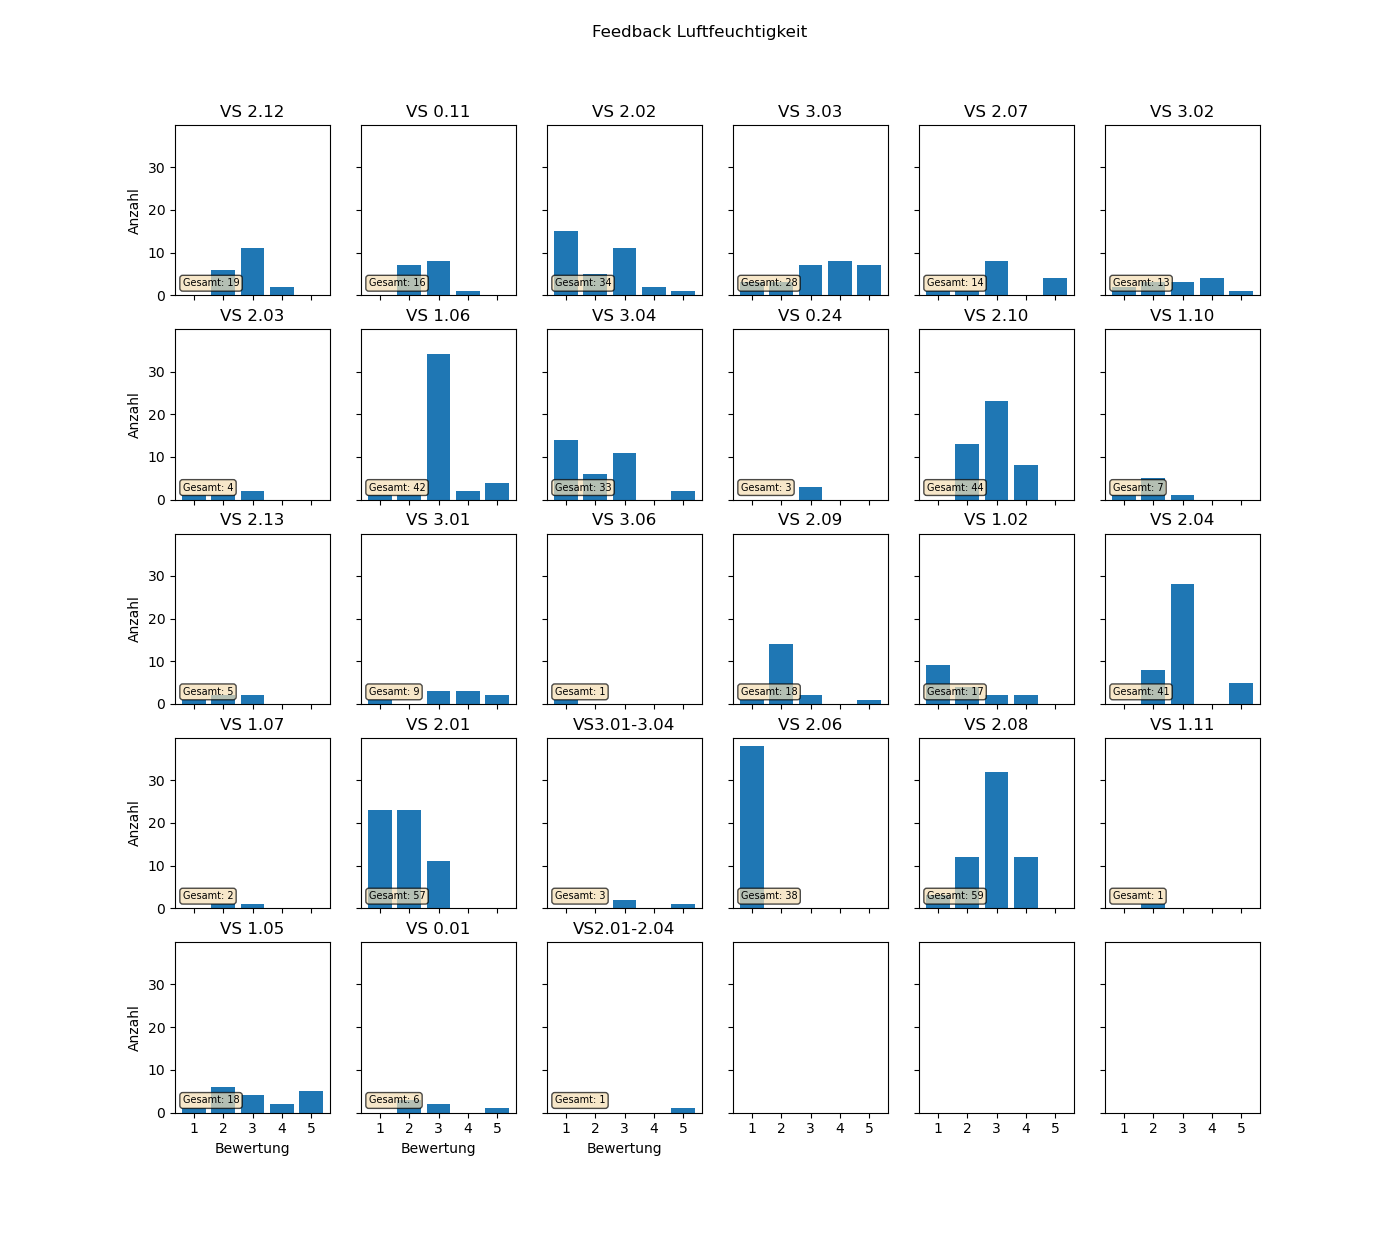 Feedback Luftfeuchtigkeit
VS 2.12 VS 0.11 VS 2.02 VS 3.03 VS 2.07 VS 3.02
30
20
10
0
Anzahl
Gesamt: 19 Gesamt: 16 Gesamt: 34 Gesamt: 28 Gesamt: 14 Gesamt: 13
VS 2.03 VS 1.06 VS 3.04 VS 0.24 VS 2.10 VS 1.10
30
20
10
0
Anzahl
Gesamt: 4 Gesamt: 42 Gesamt: 33 Gesamt: 3 Gesamt: 44 Gesamt: 7
VS 2.13 VS 3.01 VS 3.06 VS 2.09 VS 1.02 VS 2.04
30
20
10
0
Anzahl
Gesamt: 5 Gesamt: 9 Gesamt: 1 Gesamt: 18 Gesamt: 17 Gesamt: 41
VS 1.07 VS 2.01 VS3.01-3.04 VS 2.06 VS 2.08 VS 1.11
30
20
10
0
Anzahl
Gesamt: 2 Gesamt: 57 Gesamt: 3 Gesamt: 38 Gesamt: 59 Gesamt: 1
VS 1.05 VS 0.01 VS2.01-2.04
30
20
10
0
Anzahl
Gesamt: 18 Gesamt: 6 Gesamt: 1
1 2 3 4 5 1 2 3 4 5 1 2 3 4 5 1 2 3 4 5 1 2 3 4 5 1 2 3 4 5
Bewertung Bewertung Bewertung